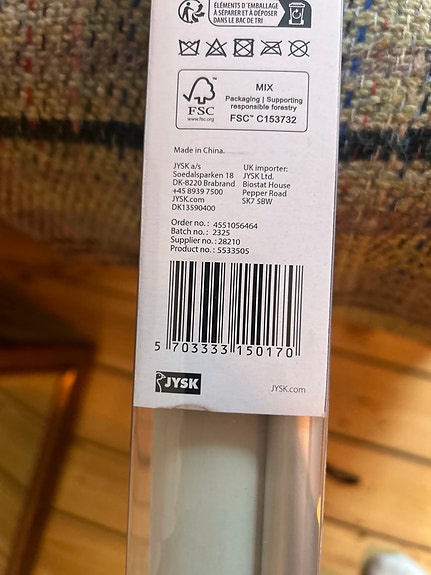 ÉLÉMENTS D'EMBALLAGE
À SÉPARER ET À DÉPOSER
DANS LE BAC DE TRI
FSC
www.fsc.org
MIX
Packaging | Supporting
responsible forestry
FSC™ C153732
Made in China.
JYSK a/s
Soedalsparken 18
DK-8220 Brabrand
+45 8939 7500
JYSK.com
DK13590400
UK importer:
JYSK Ltd.
Biostat House
Pepper Road
SK7 5BW
Order no.: 4551056464
Batch no.: 2325
Supplier no.: 28210
Product no.: 5533505
5 703333 150170
JYSK
JYSK.com